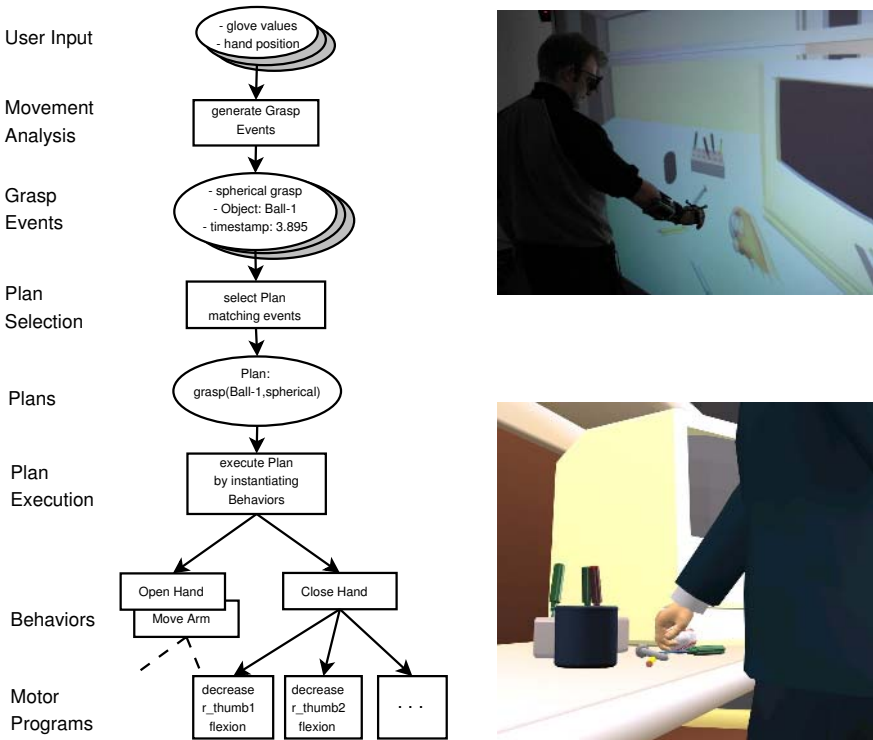 User Input
- glove values
- hand position
Movement
Analysis
generate Grasp
Events
Grasp
Events
- spherical grasp
- Object: Ball-1
- timestamp: 3.895
Plan
Selection
select Plan
matching events
Plans
Plan:
grasp(Ball-1,spherical)
Plan
Execution
execute Plan
by instantiating
Behaviors
Behaviors
Open Hand
Move Arm
Close Hand
Motor
Programs
decrease
r_thumb1
flexion
decrease
r_thumb2
flexion
. . .